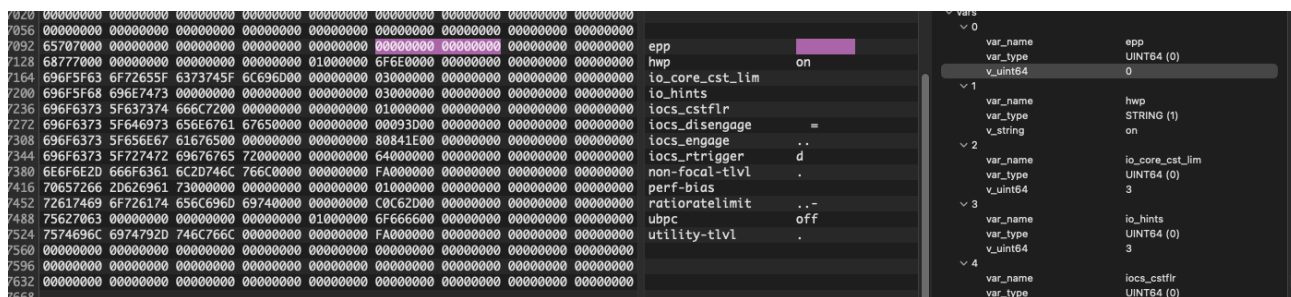 7020 00000000 00000000 00000000 00000000 00000000 00000000 00000000 00000000 00000000
7056 00000000 00000000 00000000 00000000 00000000 00000000 00000000 00000000 00000000
7092 65707000 00000000 00000000 00000000 00000000 00000000 00000000 00000000 00000000 epp
7128 68777000 00000000 00000000 00000000 01000000 6F6E0000 00000000 00000000 00000000 hwp on
7164 696F5F63 6F72655F 6373745F 6C696D00 00000000 03000000 00000000 00000000 00000000 io_core_cst_lim
7200 696F5F68 696E7473 00000000 00000000 00000000 03000000 00000000 00000000 00000000 io_hints
7236 696F6373 5F637374 666C7200 00000000 00000000 01000000 00000000 00000000 00000000 iocs_cstflr
7272 696F6373 5F646973 656E6761 67650000 00000000 00093D00 00000000 00000000 00000000 iocs_disengage =
7308 696F6373 5F656E67 61676500 00000000 00000000 80841E00 00000000 00000000 00000000 iocs_engage ..
7344 696F6373 5F727472 69676765 72000000 00000000 64000000 00000000 00000000 00000000 iocs_rtrigger d
7380 6E6F6E2D 666F6361 6C2D746C 766C0000 00000000 FA000000 00000000 00000000 00000000 non-focal-tlvl .
7416 70657266 2D626961 73000000 00000000 00000000 01000000 00000000 00000000 00000000 perf-bias
7452 72617469 6F726174 656C696D 69740000 00000000 C0C62D00 00000000 00000000 00000000 ratioratelimit ..-
7488 75627063 00000000 00000000 00000000 01000000 6F666600 00000000 00000000 00000000 ubpc off
7524 7574696C 6974792D 746C766C 00000000 00000000 FA000000 00000000 00000000 00000000 utility-tlvl .
7560 00000000 00000000 00000000 00000000 00000000 00000000 00000000 00000000 00000000
7596 00000000 00000000 00000000 00000000 00000000 00000000 00000000 00000000 00000000
7632 00000000 00000000 00000000 00000000 00000000 00000000 00000000 00000000 00000000
7668
vars
0
var_name epp
var_type UINT64 (0)
v_uint64 0
1
var_name hwp
var_type STRING (1)
v_string on
2
var_name io_core_cst_lim
var_type UINT64 (0)
v_uint64 3
3
var_name io_hints
var_type UINT64 (0)
v_uint64 3
4
var_name iocs_cstflr
var_type UINT64 (0)